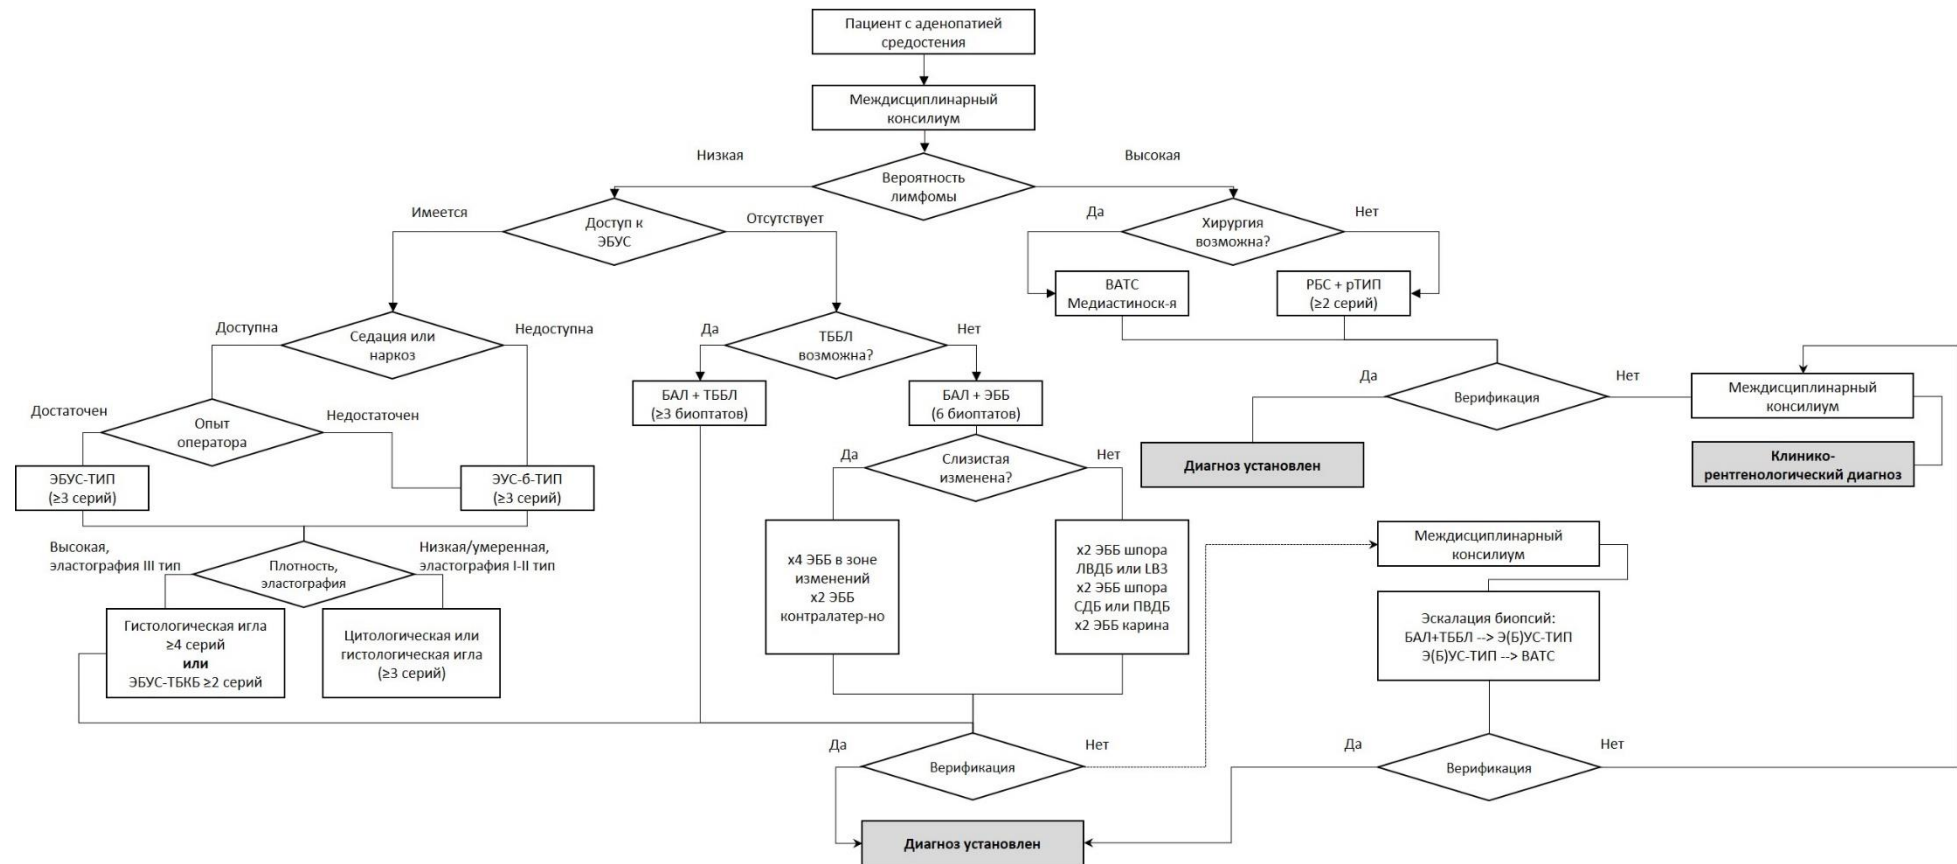 Пациент с аденопатией
средостения
Междисциплинарный
консилиум
Низкая
Высокая
Вероятность
лимфомы
Имеется
Отсутствует
Доступ к
ЭБУС
Да
Нет
Хирургия
возможна?
ВАТС
Медиастиноск-я
РБС + рТИП
(≥2 серий)
Доступна
Недоступна
Седация или
наркоз
Да
Нет
ТББЛ
возможна?
Да
Нет
Верификация
Междисциплинарный
консилиум
БАЛ + ТББЛ
(≥3 биоптатов)
БАЛ + ЭББ
(6 биоптатов)
Достаточен
Недостаточен
Опыт
оператора
Диагноз установлен
Клинико-
рентгенологический диагноз
Да
Нет
Слизистая
изменена?
ЭБУС-ТИП
(≥3 серий)
ЭУС-б-ТИП
(≥3 серий)
Высокая,
эластография III тип
Низкая/умеренная,
эластография I-II тип
Плотность,
эластография
x4 ЭББ в зоне
изменений
x2 ЭББ
контралатер-но
x2 ЭББ шпора
ЛВДБ или LB3
x2 ЭББ шпора
СДБ или ПВДБ
x2 ЭББ карина
Междисциплинарный
консилиум
Гистологическая игла
≥4 серий
или
ЭБУС-ТБКБ ≥2 серий
Цитологическая или
гистологическая игла
(≥3 серий)
Эскалация биопсий:
БАЛ+ТББЛ --> Э(Б)УС-ТИП
Э(Б)УС-ТИП --> ВАТС
Да
Нет
Верификация
Да
Нет
Верификация
Диагноз установлен